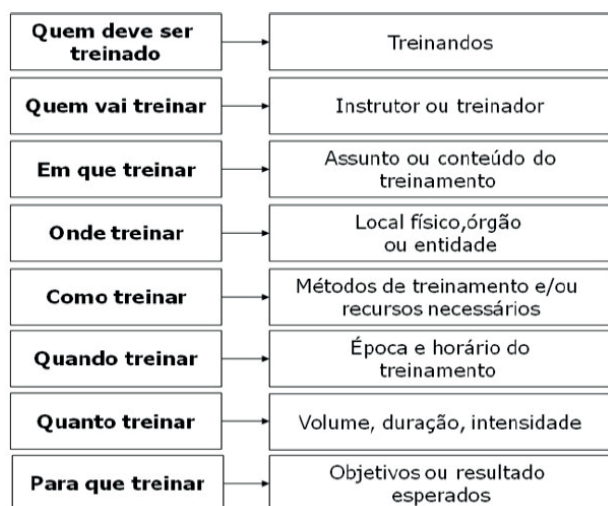 Quem deve ser
treinado
Treinandos
Quem vai treinar
Instrutor ou treinador
Em que treinar
Assunto ou conteúdo do
treinamento
Onde treinar
Local físico,órgão
ou entidade
Como treinar
Métodos de treinamento e/ou
recursos necessários
Quando treinar
Época e horário do
treinamento
Quanto treinar
Volume, duração, intensidade
Para que treinar
Objetivos ou resultado
esperados